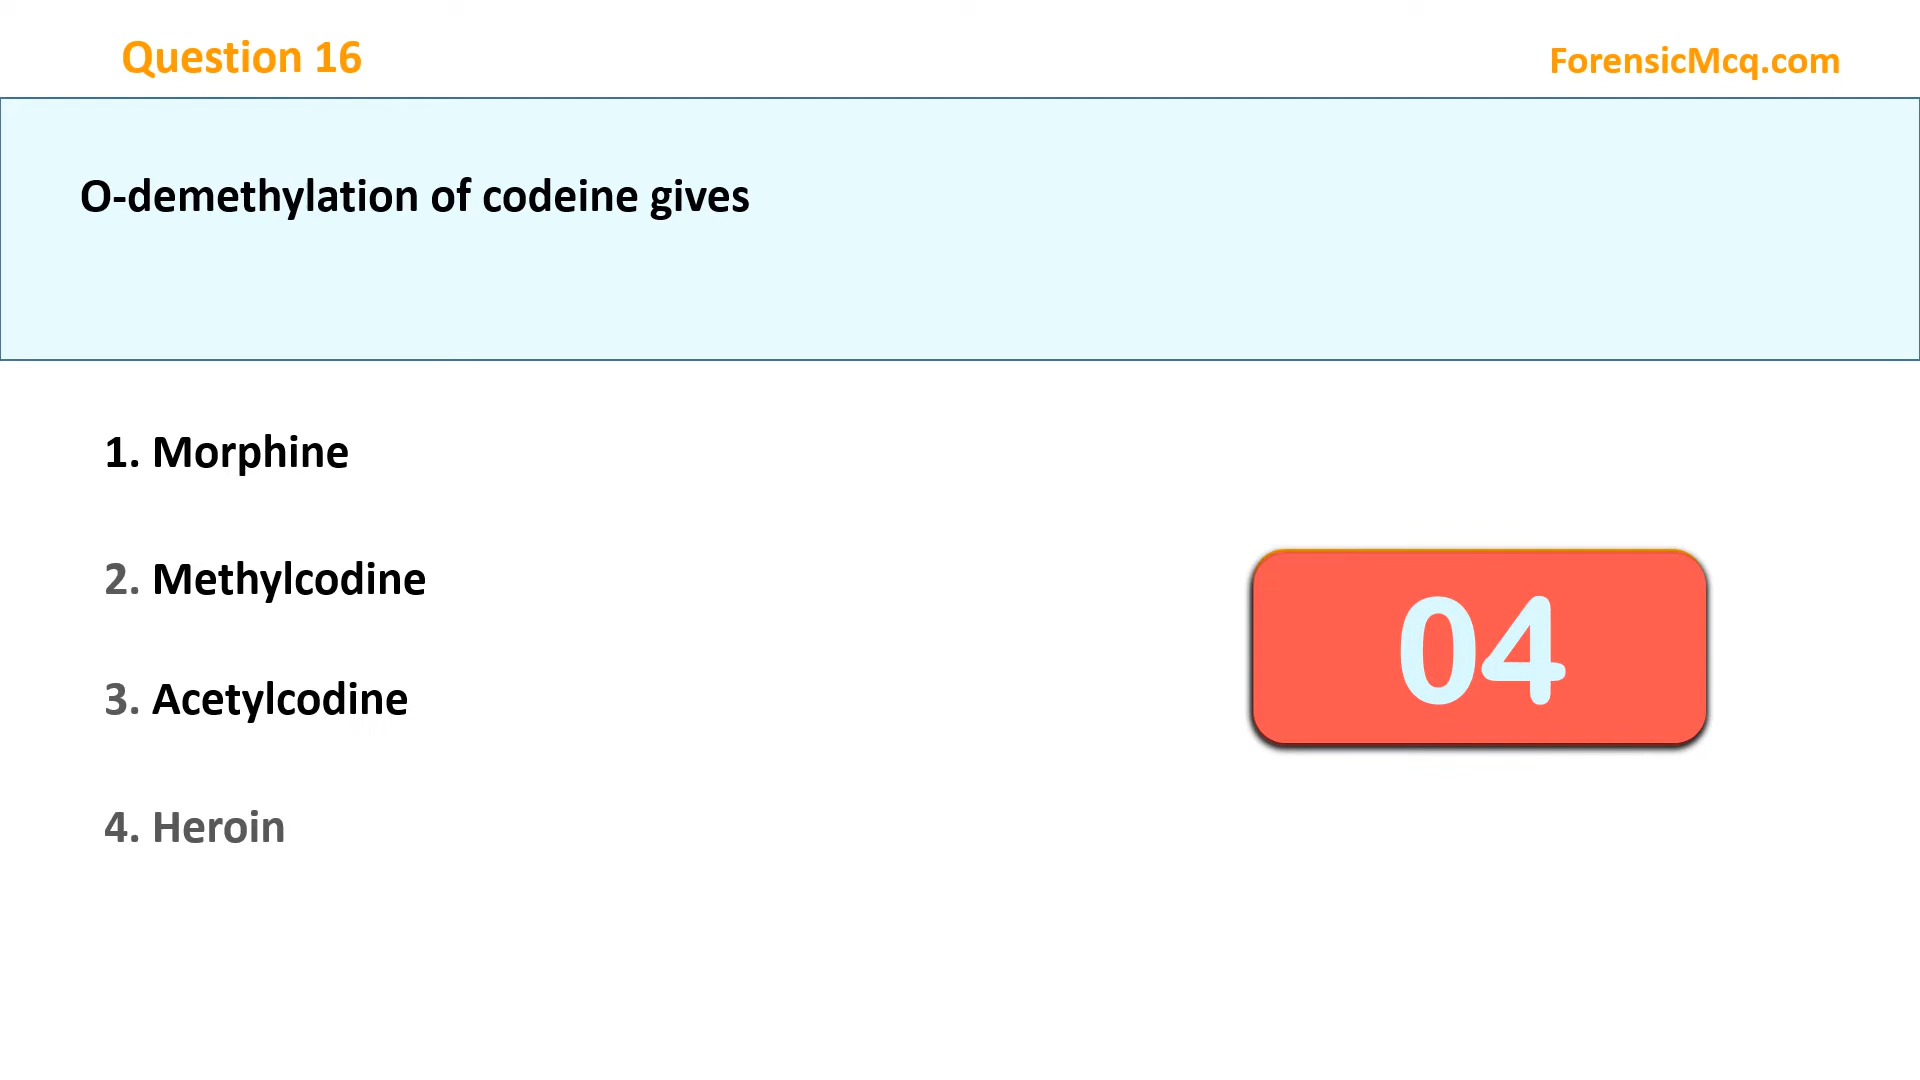 Question 16
ForensicMcq.com
O-demethylation of codeine gives
1. Morphine
2. Methylcodine
3. Acetylcodine
04
4. Heroin